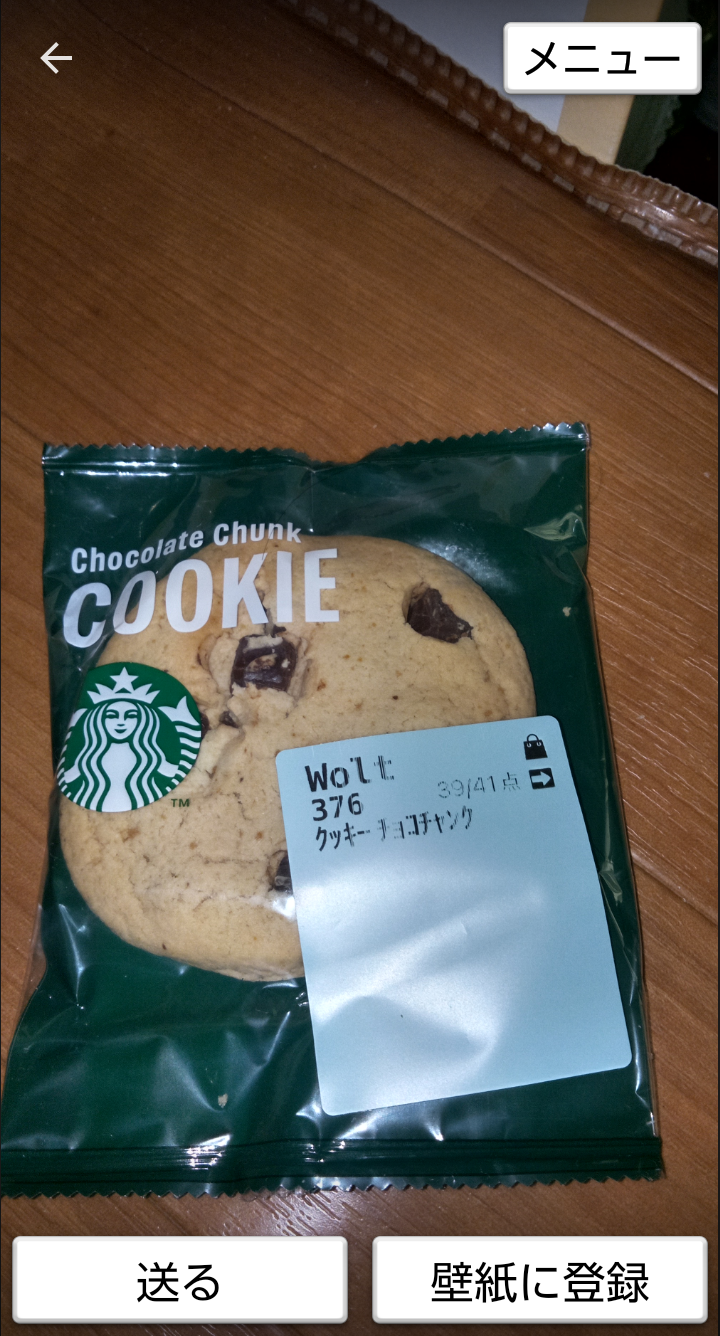 メニュー
Chocolate Chunk
COOKIE
TM
Wolt
376
39/41点
クッキー チョコチャンク
送る
壁紙に登録